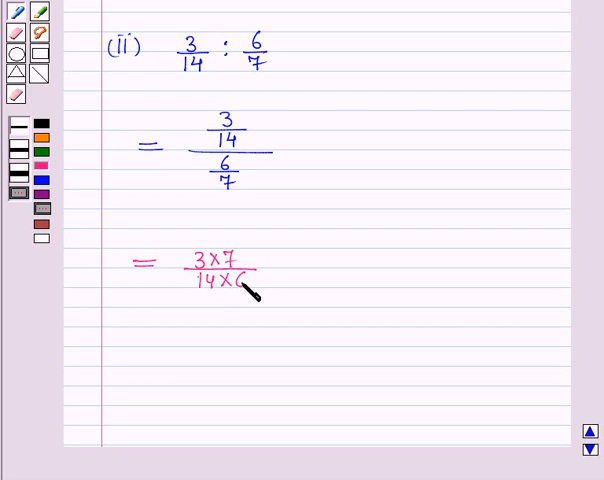 (ii) 3/14 : 6/7
= 3/14 / 6/7
= 3×7 / 14×6